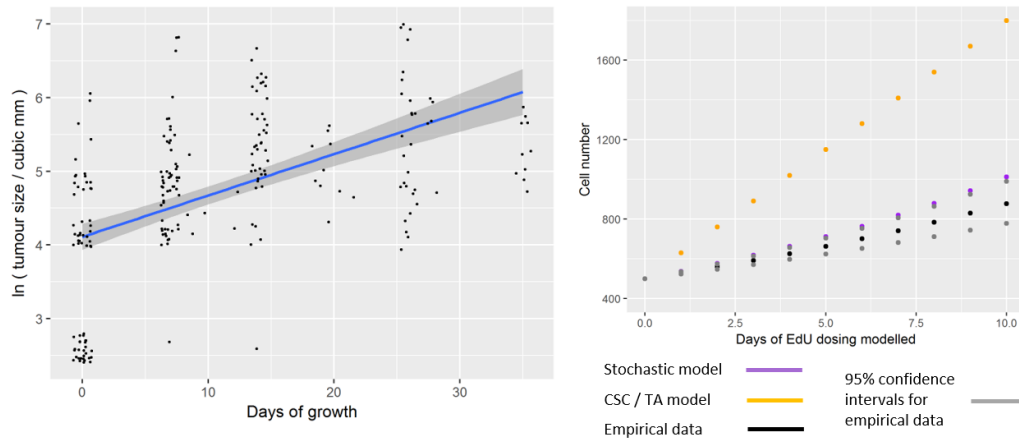 7
6
5
4
3
0
10
20
30
ln ( tumour size / cubic mm )
Days of growth
1600
1200
800
400
0.0
2.5
5.0
7.5
10.0
Cell number
Days of EdU dosing modelled
Stochastic model
CSC / TA model
Empirical data
95% confidence
intervals for
empirical data